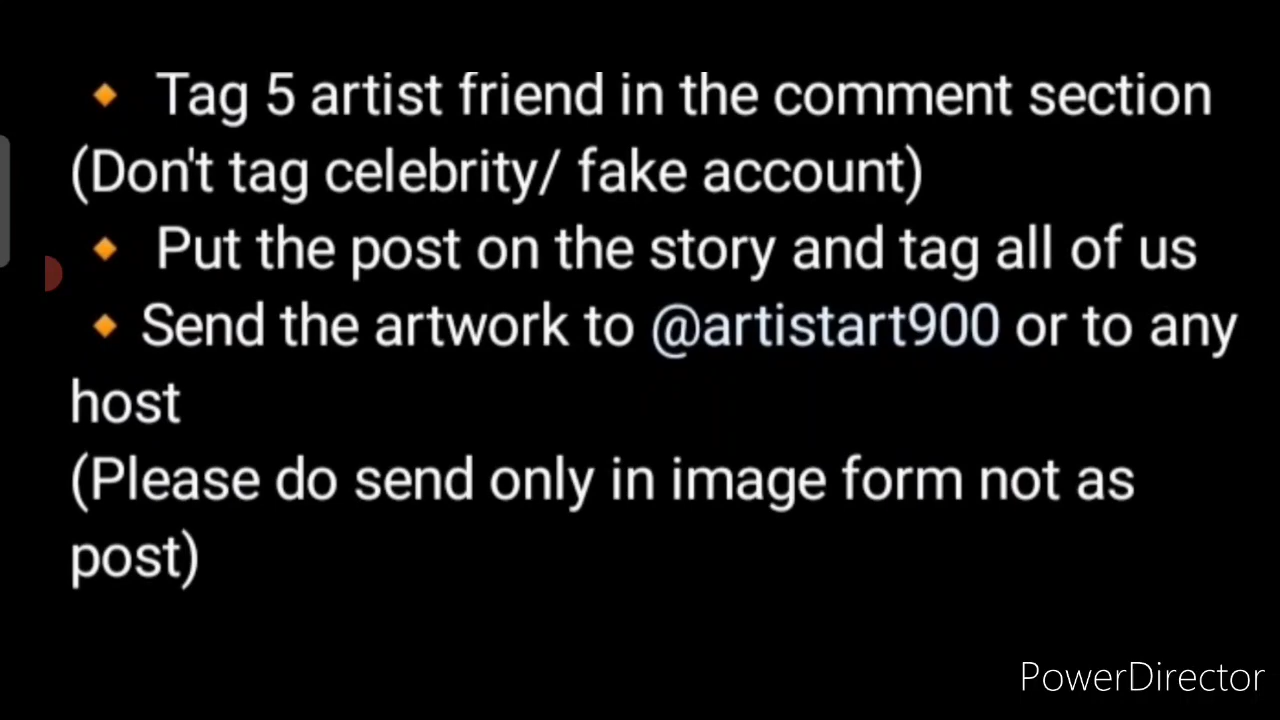 🔸 Tag 5 artist friend in the comment section
(Don't tag celebrity/ fake account)
🔸 Put the post on the story and tag all of us
🔸Send the artwork to @artistart900 or to any
host
(Please do send only in image form not as
post)
PowerDirector